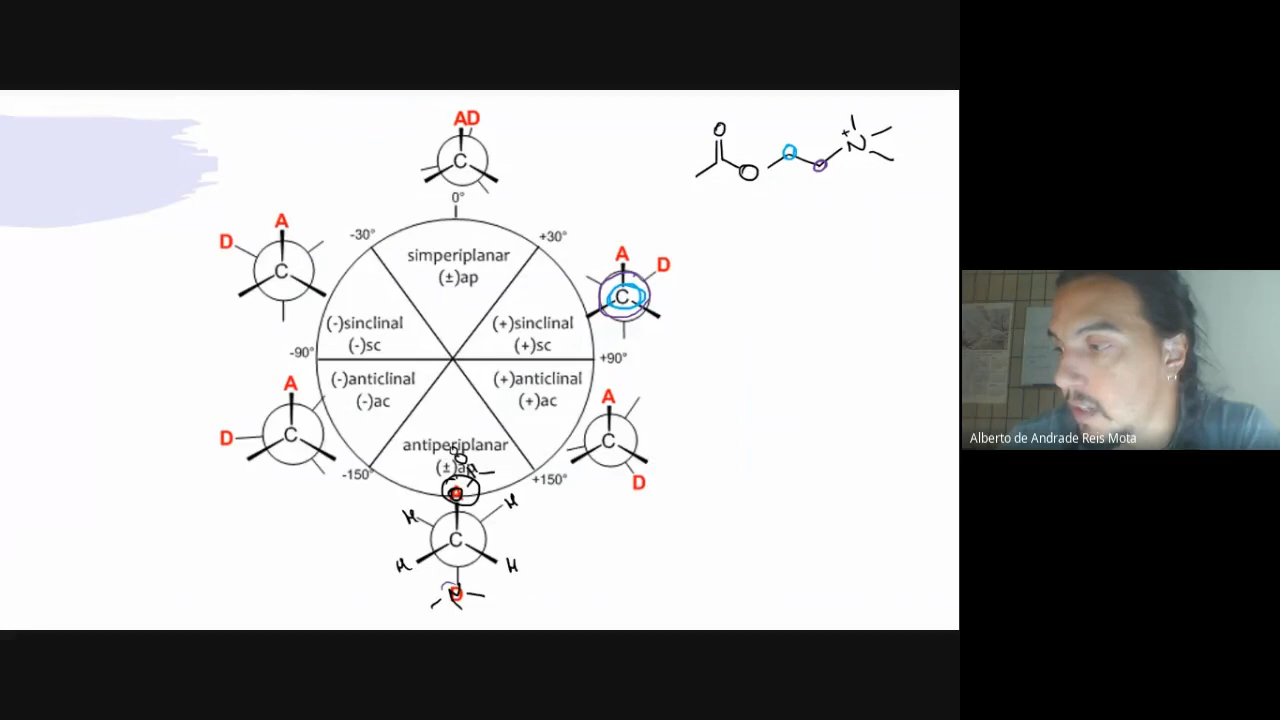 AD
C
0°
-30°
+30°
A
D
C
simperiplanar
(±)ap
A
D
C
(-)sinclinal
(-)sc
(+)sinclinal
(+)sc
-90°
+90°
(-)anticlinal
(-)ac
(+)anticlinal
(+)ac
A
D
C
A
C
D
antiperiplanar
-150°
+150°
H
H
C
H
H
D
O
O
N
+
Alberto de Andrade Reis Mota